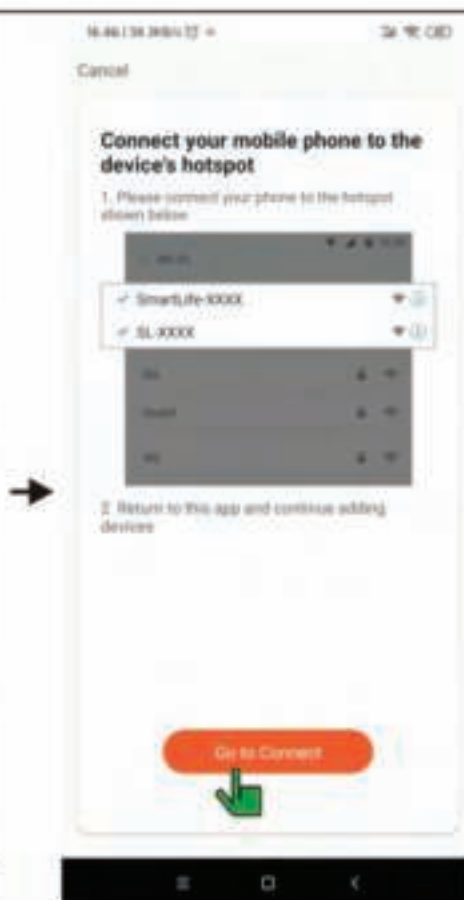 Cancel
Connect your mobile phone to the
device's hotspot
1. Please connect your phone to the hotspot
shown below
SmartLife-XXXX
SL-XXXX
2. Return to this app and continue adding
devices
Go to Connect